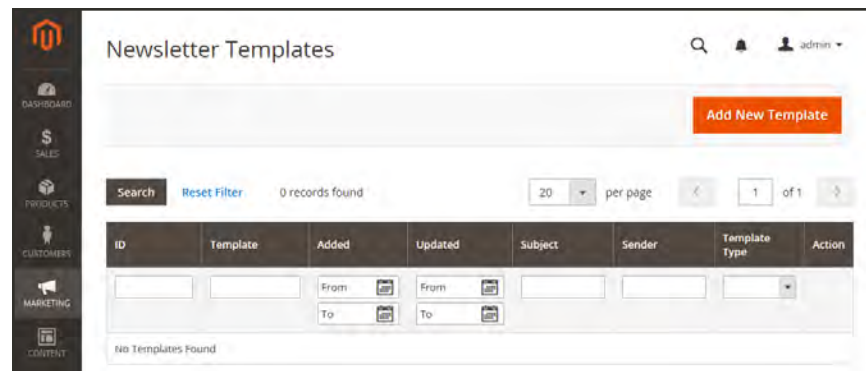 Newsletter Templates
admin
DASHBOARD
Add New Template
SALES
PRODUCTS
Search Reset Filter 0 records found 20 per page 1 of 1
CUSTOMERS
ID Template Added Updated Subject Sender Template Type Action
MARKETING
From From
To To
CONTENT
No Templates Found